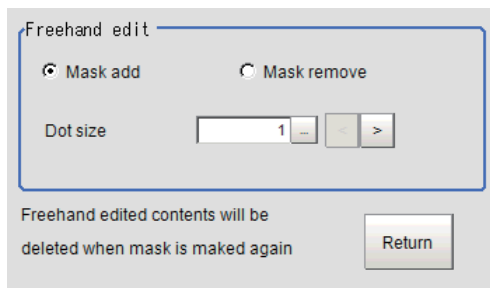 Freehand edit
Mask add Mask remove
Dot size 1 ... < >
Freehand edited contents will be
deleted when mask is maked again
Return